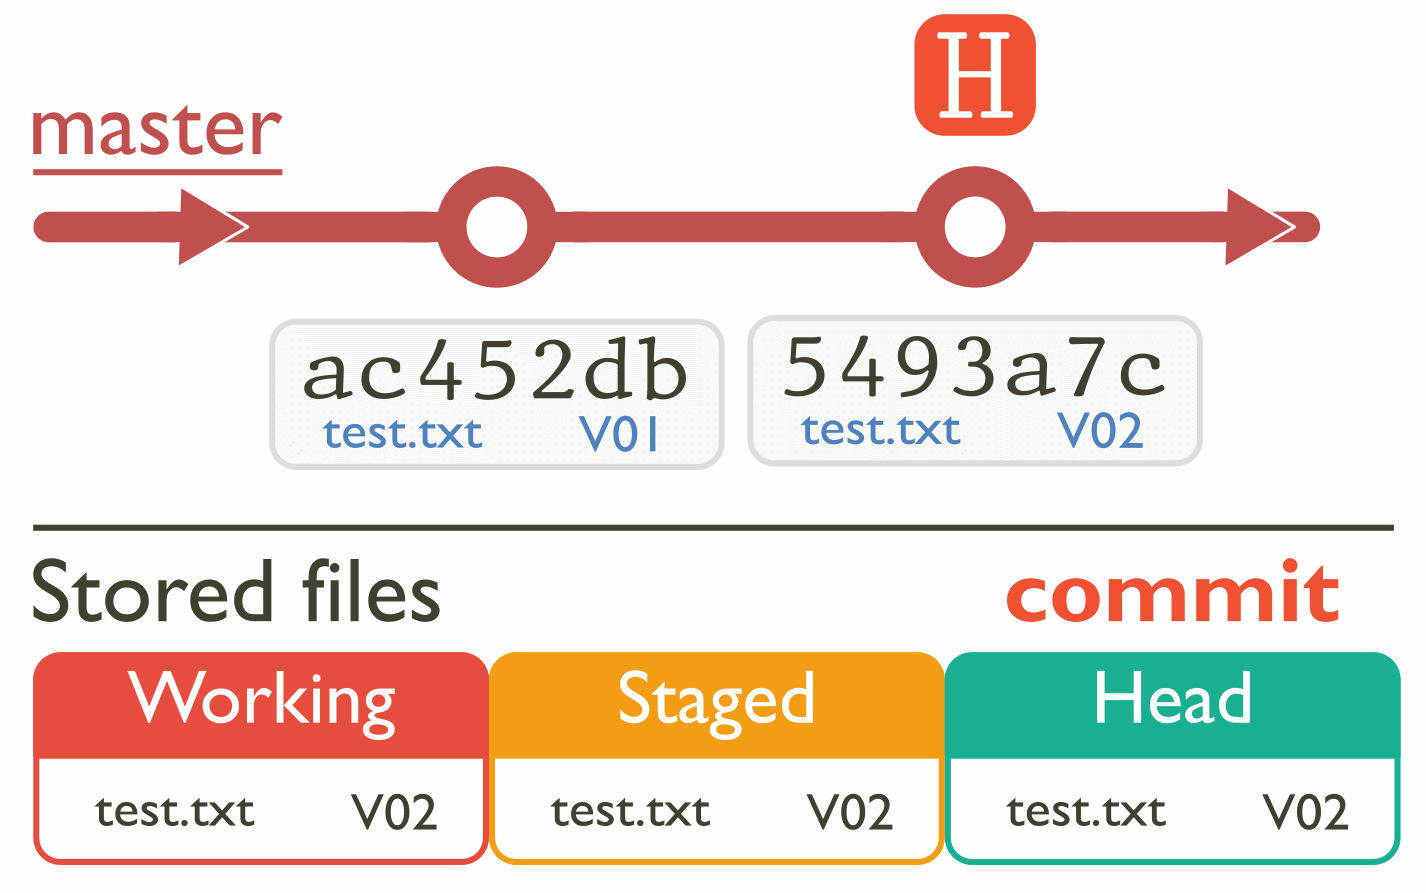 H
master
ac452db
test.txt V01
5493a7c
test.txt V02
Stored files
commit
Working
Staged
Head
test.txt V02
test.txt V02
test.txt V02